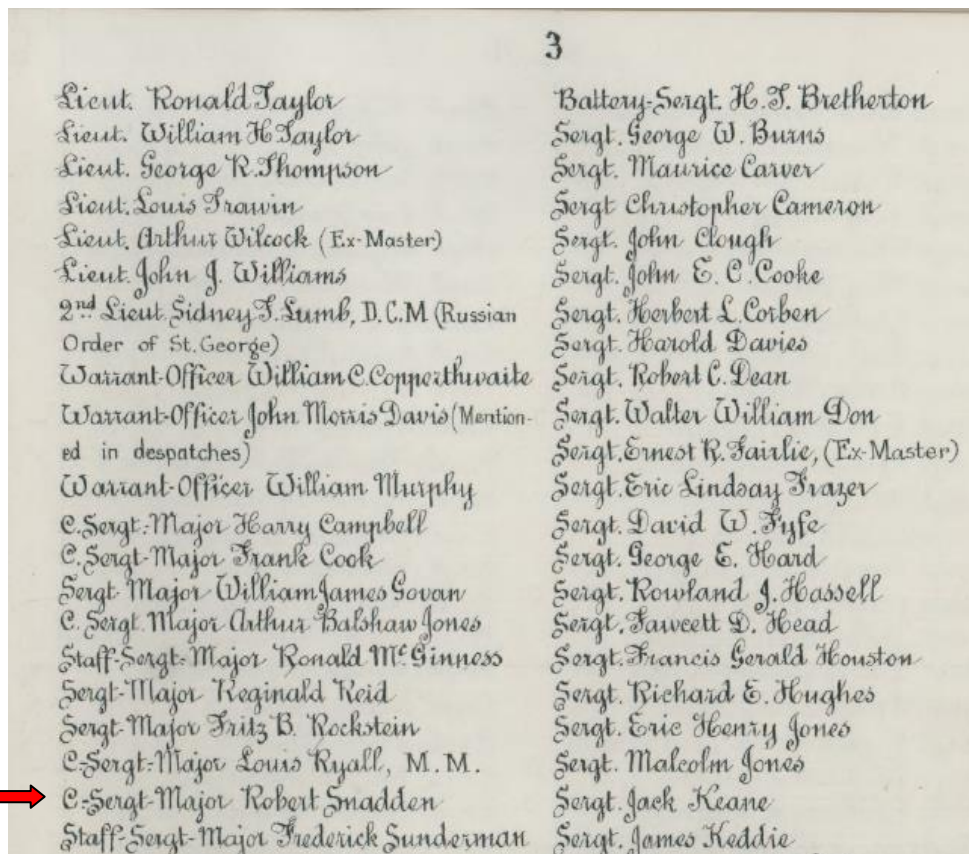 3
Lieut. Ronald Taylor
Lieut. William H Taylor
Lieut. George R. Thompson
Lieut. Louis Trawin
Lieut. Arthur Wilcock (Ex-Master)
Lieut. John J. Williams
2nd Lieut. Sidney F. Lumb, D.C.M (Russian
Order of St. George)
Warrant-Officer William C. Copperthwaite
Warrant-Officer John Morris Davis (Mention-
ed in despatches)
Warrant-Officer William Murphy
C. Sergt.-Major Harry Campbell
C. Sergt-Major Frank Cook
Sergt-Major William James Govan
C. Sergt. Major Arthur Balshaw Jones
Staff-Sergt-Major Ronald McGinness
Sergt-Major Reginald Reid
Sergt-Major Fritz B. Rockstein
C-Sergt-Major Louis Ryall, M.M.
C.-Sergt-Major Robert Snadden
Staff-Sergt-Major Frederick Sunderman
Battery-Sergt. H. T. Bretherton
Sergt. George W. Burns
Sergt. Maurice Carver
Sergt Christopher Cameron
Sergt. John Clough
Sergt. John E. C. Cooke
Sergt. Herbert L. Corben
Sergt. Harold Davies
Sergt. Robert C. Dean
Sergt. Walter William Don
Sergt. Ernest R. Fairlie, (Ex-Master)
Sergt. Eric Lindsay Frazer
Sergt. David W. Fyfe
Sergt. George E. Hard
Sergt. Rowland J. Hassell
Sergt. Fawcett D. Head
Sergt. Francis Gerald Houston
Sergt. Richard E. Hughes
Sergt. Eric Henry Jones
Sergt. Malcolm Jones
Sergt. Jack Keane
Sergt. James Keddie